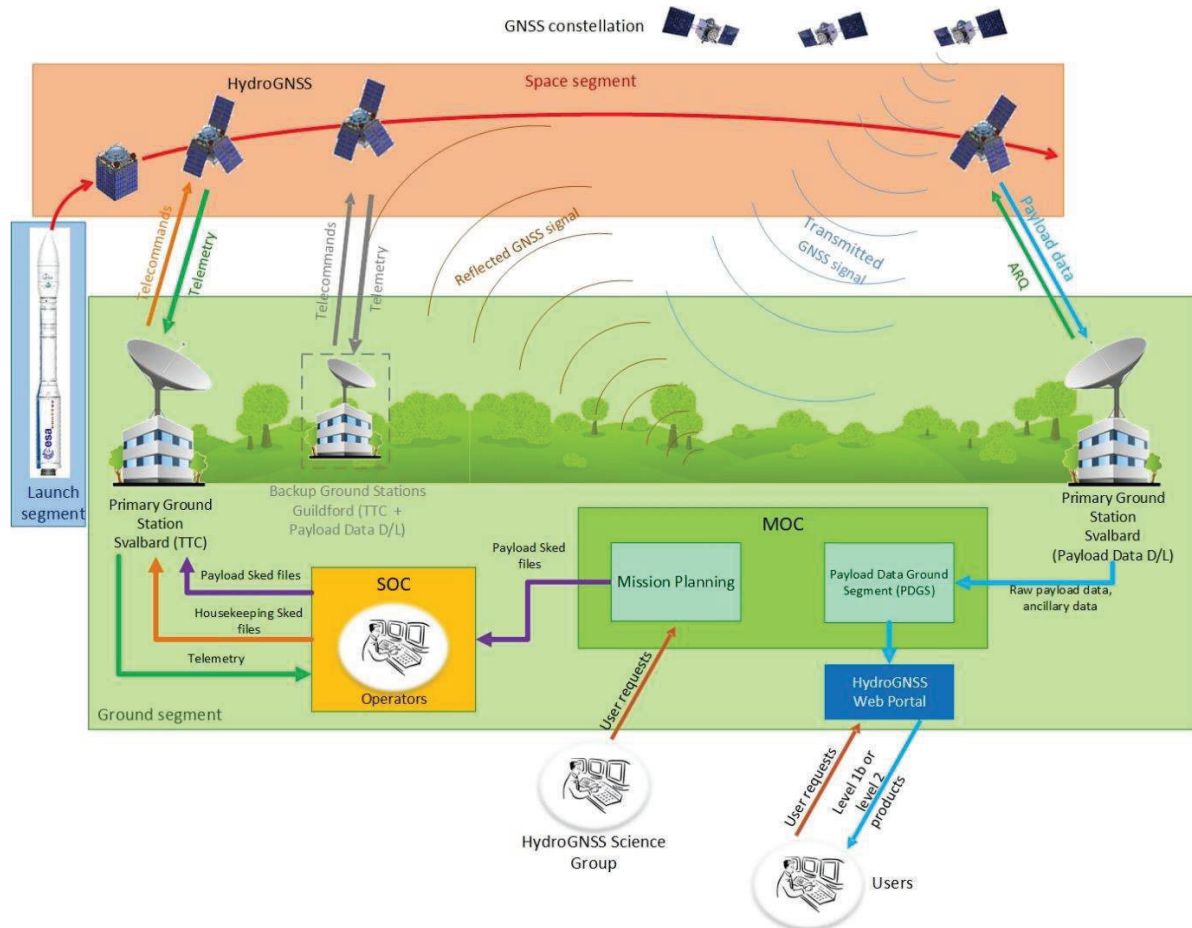 GNSS constellation
HydroGNSS
Space segment
Telecommands
Telemetry
Telecommands
Telemetry
Reflected GNSS signal
Transmitted
GNSS signal
Payload data
ARQ
esa
Launch
segment
Primary Ground
Station
Svalbard (TTC)
Backup Ground Stations
Guildford (TTC +
Payload Data D/L)
Primary Ground
Station
Svalbard
(Payload Data D/L)
MOC
Mission Planning
Payload Data Ground
Segment (PDGS)
Raw payload data,
ancillary data
Payload Sked
files
SOC
Operators
Payload Sked files
Housekeeping Sked
files
Telemetry
Ground segment
HydroGNSS
Web Portal
User requests
HydroGNSS Science
Group
User requests
Level 1b or
level 2
products
Users